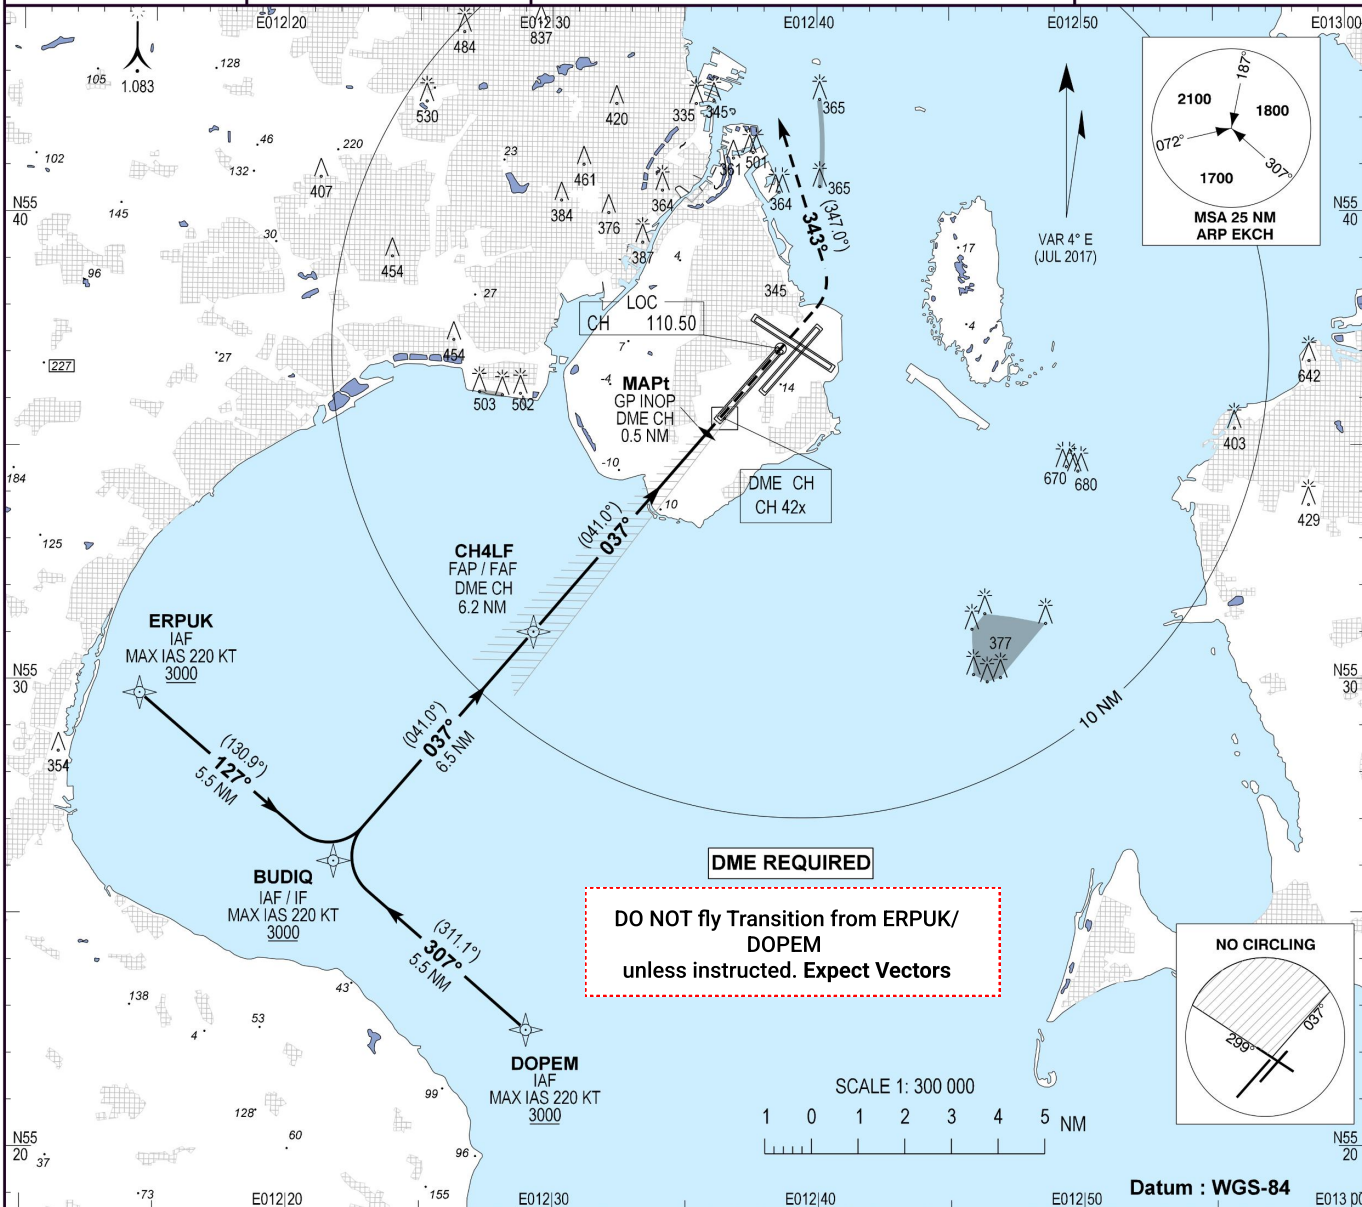 E012 20
E012 30
E012 40
E012 50
E013 00
484
837
1.083
105
128
530
420
335
345
365
46
220
102
132
407
23
461
384
376
364
361
501
364
365
145
30
454
387
4
96
27
345
17
187°
2100
1800
072°
307°
1700
MSA 25 NM
ARP EKCH
N55
40
N55
40
VAR 4° E
(JUL 2017)
(347.0°)
343°
LOC
CH 110.50
227
27
454
503
502
7
-4
14
4
642
403
429
670
680
MAPt
GP INOP
DME CH
0.5 NM
-10
10
DME CH
CH 42x
184
125
(041.0°)
037°
CH4LF
FAP / FAF
DME CH
6.2 NM
377
ERPUK
IAF
MAX IAS 220 KT
3000
N55
30
N55
30
354
10 NM
(130.9°)
127°
5.5 NM
(041.0°)
037°
6.5 NM
BUDIQ
IAF / IF
MAX IAS 220 KT
3000
DME REQUIRED
DO NOT fly Transition from ERPUK/
DOPEM
unless instructed. Expect Vectors
(311.1°)
307°
5.5 NM
NO CIRCLING
299°
037°
43
138
53
4
DOPEM
IAF
MAX IAS 220 KT
3000
99
128
60
96
37
73
155
SCALE 1: 300 000
1 0 1 2 3 4 5 NM
N55
20
N55
20
Datum : WGS-84
E012 20
E012 30
E012 40
E012 50
E013 00